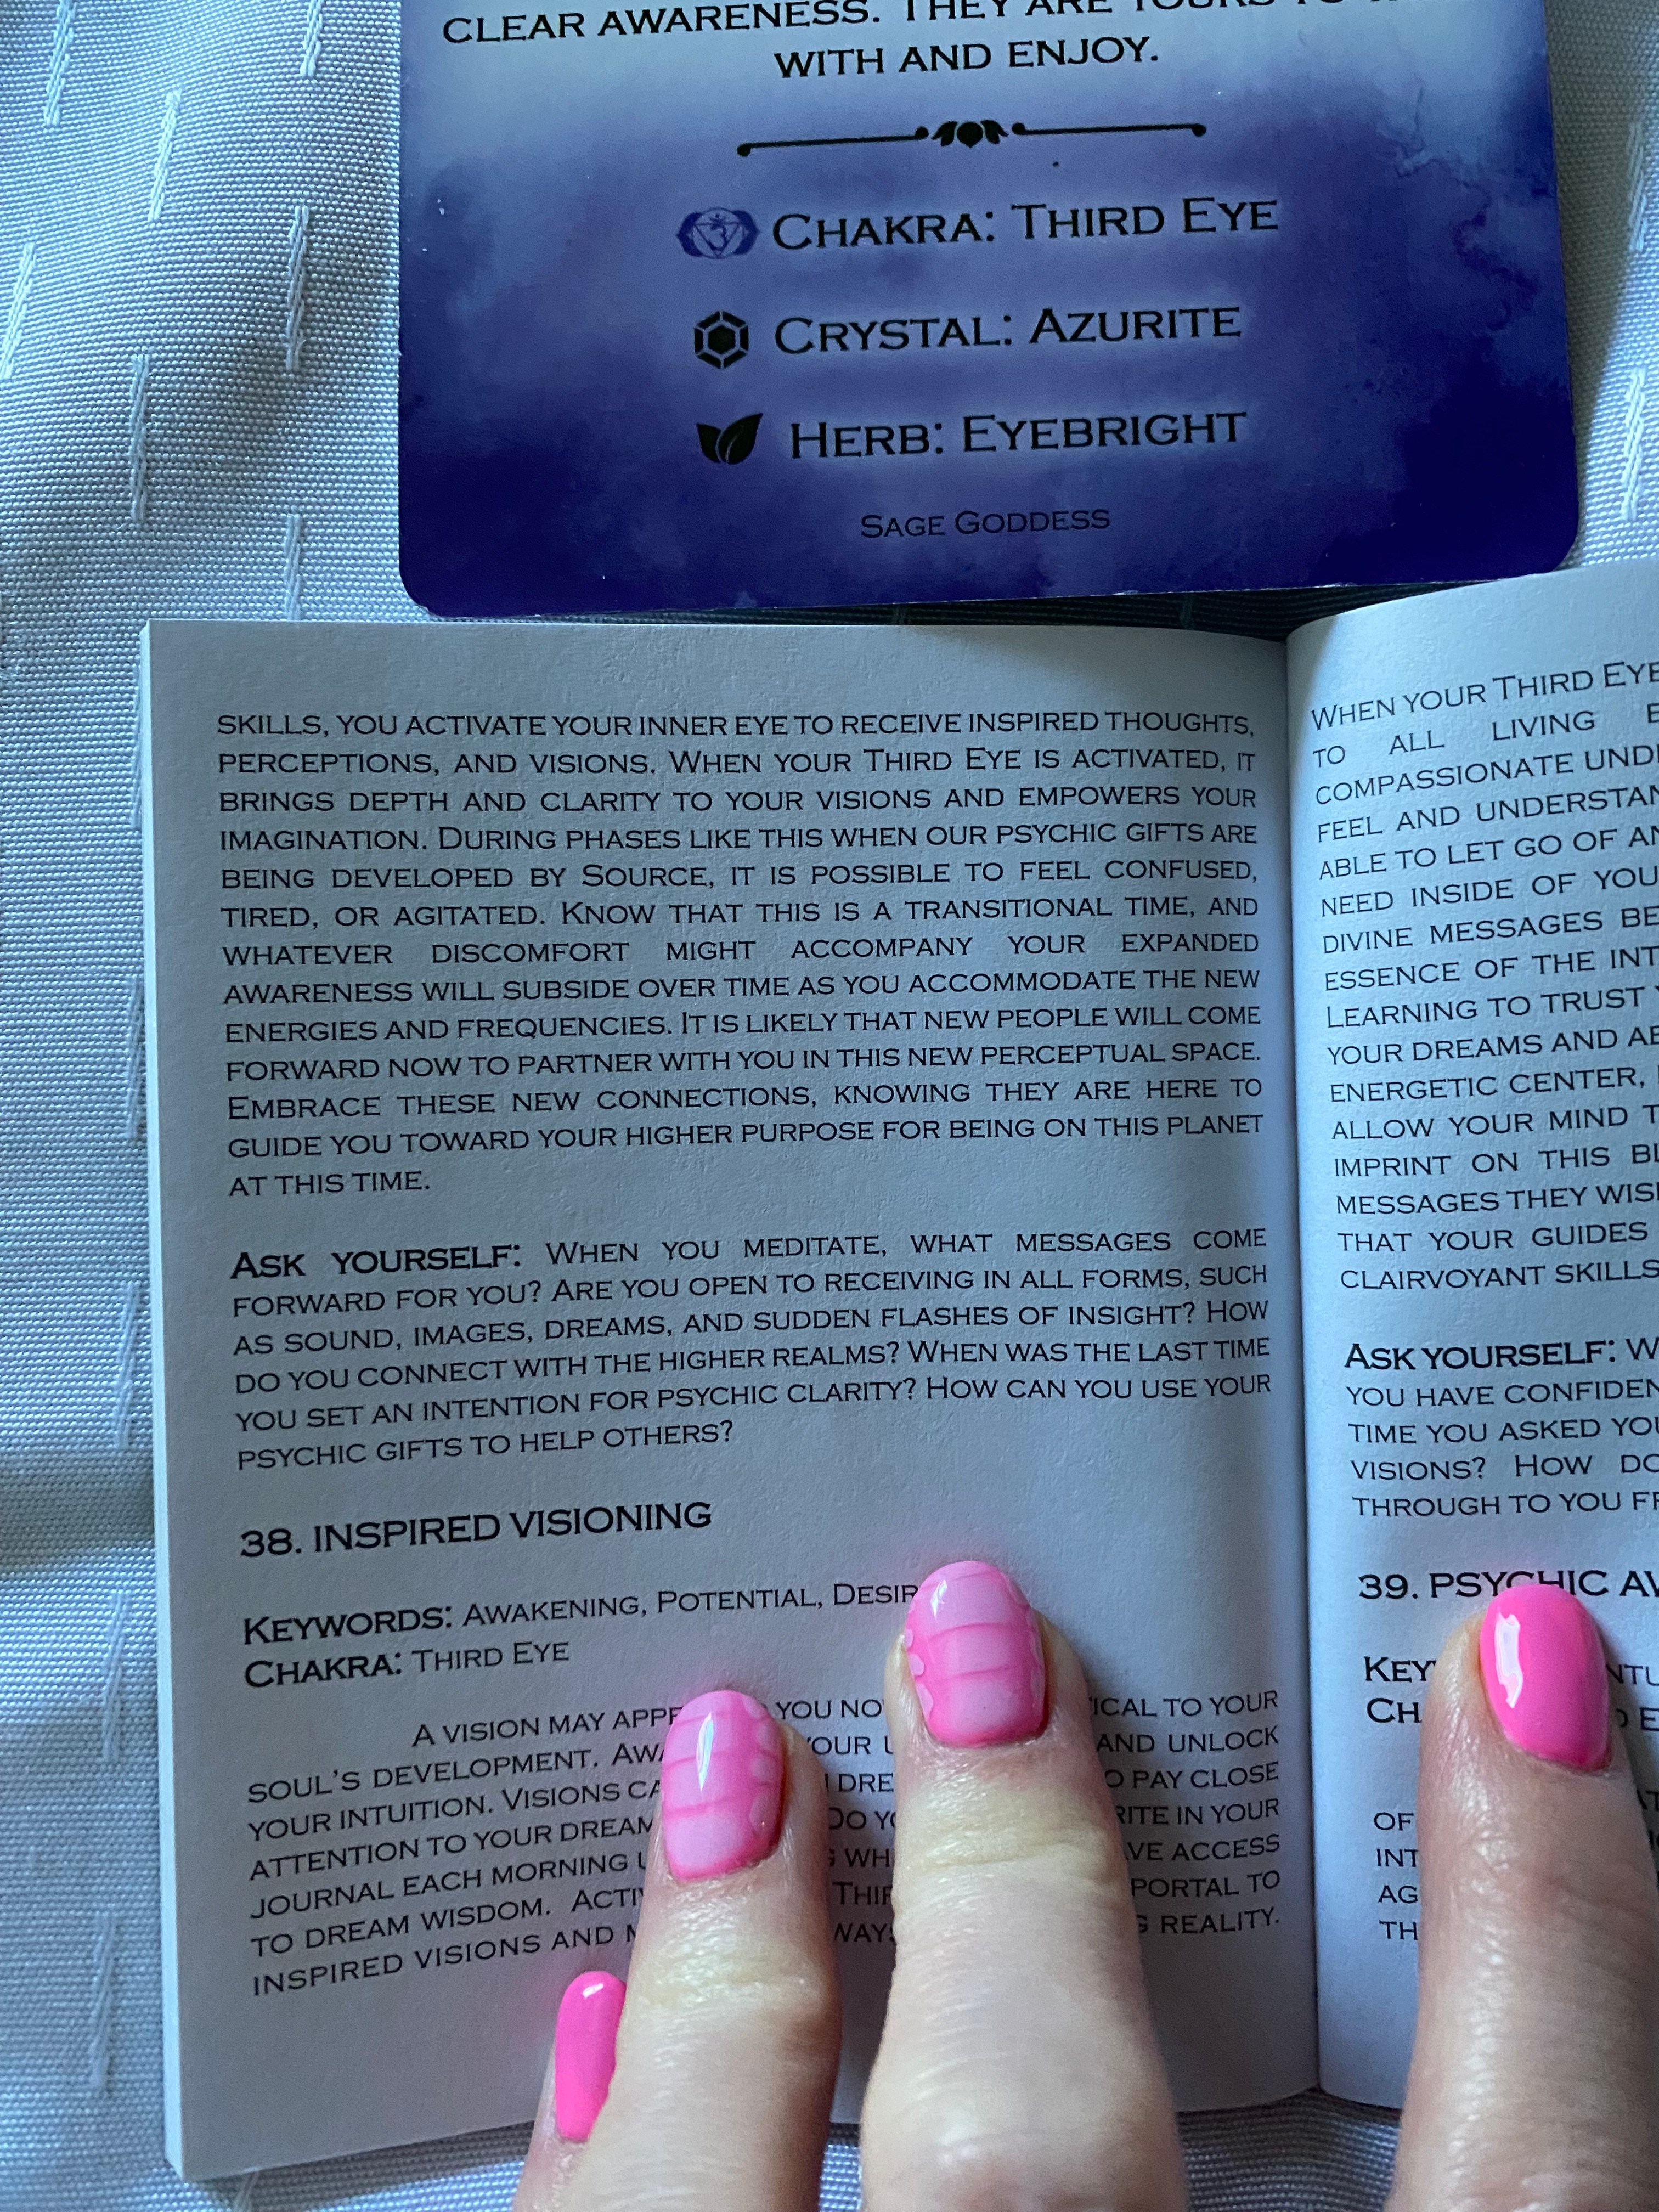 CLEAR AWARENESS. THEY ARE YOURS TO
WITH AND ENJOY.
CHAKRA: THIRD EYE
CRYSTAL: AZURITE
HERB: EYEBRIGHT
SAGE GODDESS
SKILLS, YOU ACTIVATE YOUR INNER EYE TO RECEIVE INSPIRED THOUGHTS,
PERCEPTIONS, AND VISIONS. WHEN YOUR THIRD EYE IS ACTIVATED, IT
BRINGS DEPTH AND CLARITY TO YOUR VISIONS AND EMPOWERS YOUR
IMAGINATION. DURING PHASES LIKE THIS WHEN OUR PSYCHIC GIFTS ARE
BEING DEVELOPED BY SOURCE, IT IS POSSIBLE TO FEEL CONFUSED,
TIRED, OR AGITATED. KNOW THAT THIS IS A TRANSITIONAL TIME, AND
WHATEVER DISCOMFORT MIGHT ACCOMPANY YOUR EXPANDED
AWARENESS WILL SUBSIDE OVER TIME AS YOU ACCOMMODATE THE NEW
ENERGIES AND FREQUENCIES. IT IS LIKELY THAT NEW PEOPLE WILL COME
FORWARD NOW TO PARTNER WITH YOU IN THIS NEW PERCEPTUAL SPACE.
EMBRACE THESE NEW CONNECTIONS, KNOWING THEY ARE HERE TO
GUIDE YOU TOWARD YOUR HIGHER PURPOSE FOR BEING ON THIS PLANET
AT THIS TIME.
ASK YOURSELF: WHEN YOU MEDITATE, WHAT MESSAGES COME
FORWARD FOR YOU? ARE YOU OPEN TO RECEIVING IN ALL FORMS, SUCH
AS SOUND, IMAGES, DREAMS, AND SUDDEN FLASHES OF INSIGHT? HOW
DO YOU CONNECT WITH THE HIGHER REALMS? WHEN WAS THE LAST TIME
YOU SET AN INTENTION FOR PSYCHIC CLARITY? HOW CAN YOU USE YOUR
PSYCHIC GIFTS TO HELP OTHERS?
38. INSPIRED VISIONING
KEYWORDS: AWAKENING, POTENTIAL,
CHAKRA: THIRD EYE
A VISION MAY YOU TO YOUR
SOUL'S DEVELOPMENT. AND UNLOCK
YOUR INTUITION. VISIONS PAY CLOSE
ATTENTION TO YOUR IN YOUR
JOURNAL EACH MORNING ACCESS
TO DREAM WISDOM. PORTAL TO
INSPIRED VISIONS AND REALITY.
WHEN YOUR THIRD EYE
TO ALL LIVING
COMPASSIONATE
FEEL AND
ABLE TO LET GO OF
NEED INSIDE OF
DIVINE MESSAGES
ESSENCE OF THE
LEARNING TO TRUST
YOUR DREAMS AND
ENERGETIC CENTER,
ALLOW YOUR MIND
IMPRINT ON THIS
MESSAGES THEY
THAT YOUR GUIDES
CLAIRVOYANT SKILLS
ASK YOURSELF:
YOU HAVE
TIME YOU ASKED
VISIONS? HOW
THROUGH TO YOU
39. PSYCHIC
OF